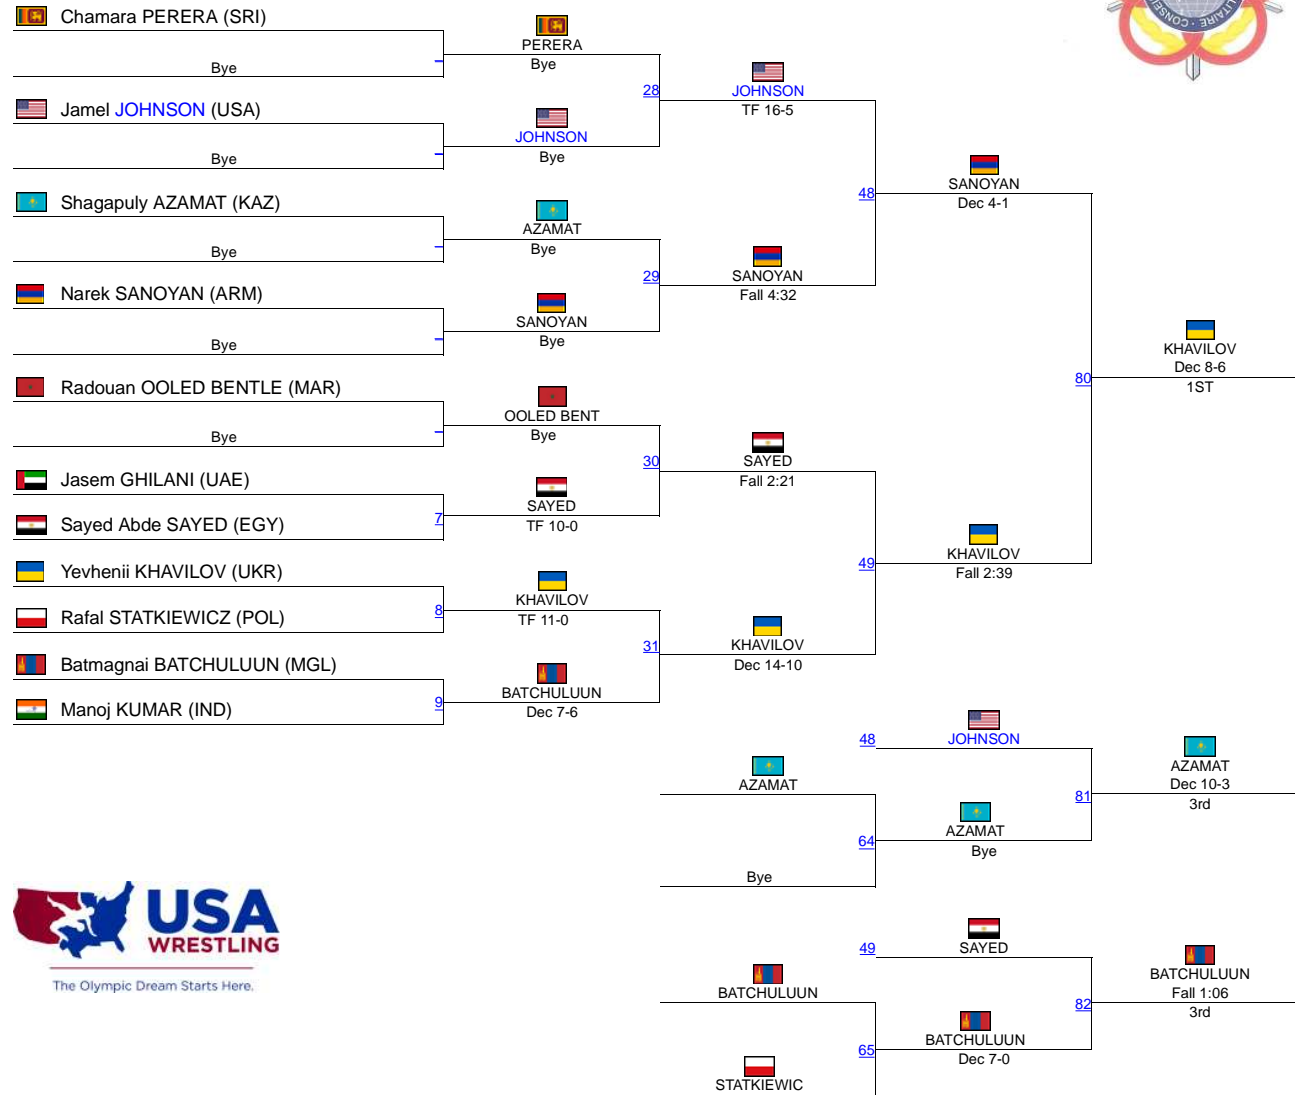 Chamara PERERA (SRI)
Bye
Jamel JOHNSON (USA)
Bye
Shagapuly AZAMAT (KAZ)
Bye
Narek SANOYAN (ARM)
Bye
Radouan OOLED BENTLE (MAR)
Bye
Jasem GHILANI (UAE)
Sayed Abde SAYED (EGY)
7
Yevhenii KHAVILOV (UKR)
Rafal STATKIEWICZ (POL)
8
Batmagnai BATCHULUUN (MGL)
Manoj KUMAR (IND)
9
PERERA
Bye
JOHNSON
Bye
28
AZAMAT
Bye
SANOYAN
Bye
29
OOLED BENT
Bye
SAYED
TF 10-0
30
KHAVILOV
TF 11-0
BATCHULUUN
Dec 7-6
31
JOHNSON
TF 16-5
SANOYAN
Fall 4:32
48
SAYED
Fall 2:21
KHAVILOV
Dec 14-10
49
SANOYAN
Dec 4-1
KHAVILOV
Fall 2:39
80
KHAVILOV
Dec 8-6
1ST
AZAMAT
Bye
64
48
JOHNSON
AZAMAT
Bye
81
AZAMAT
Dec 10-3
3rd
BATCHULUUN
STATKIEWIC
65
49
SAYED
BATCHULUUN
Dec 7-0
82
BATCHULUUN
Fall 1:06
3rd
USA
WRESTLING
The Olympic Dream Starts Here.